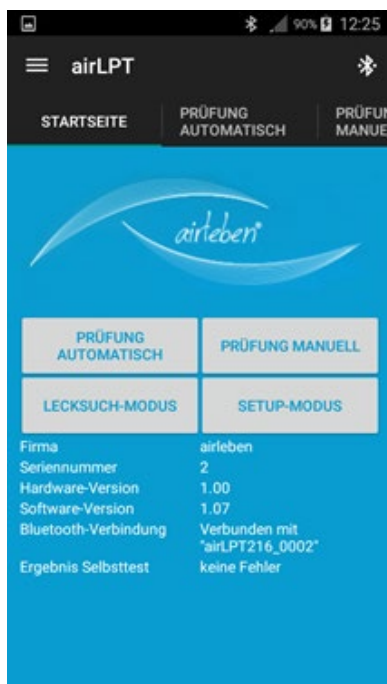 90% 12:25
airLPT
STARTSEITE
PRÜFUNG
AUTOMATISCH
PRÜFUN
MANUE
airleben®
PRÜFUNG
AUTOMATISCH
PRÜFUNG MANUELL
LECKSUCH-MODUS
SETUP-MODUS
Firma airleben
Seriennummer 2
Hardware-Version 1.00
Software-Version 1.07
Bluetooth-Verbindung Verbunden mit
"airLPT216_0002"
Ergebnis Selbsttest keine Fehler